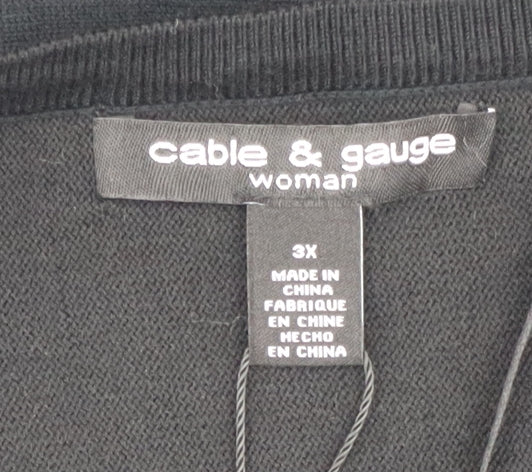 cable & gauge
woman
3X
MADE IN
CHINA
FABRIQUE
EN CHINE
HECHO
EN CHINA